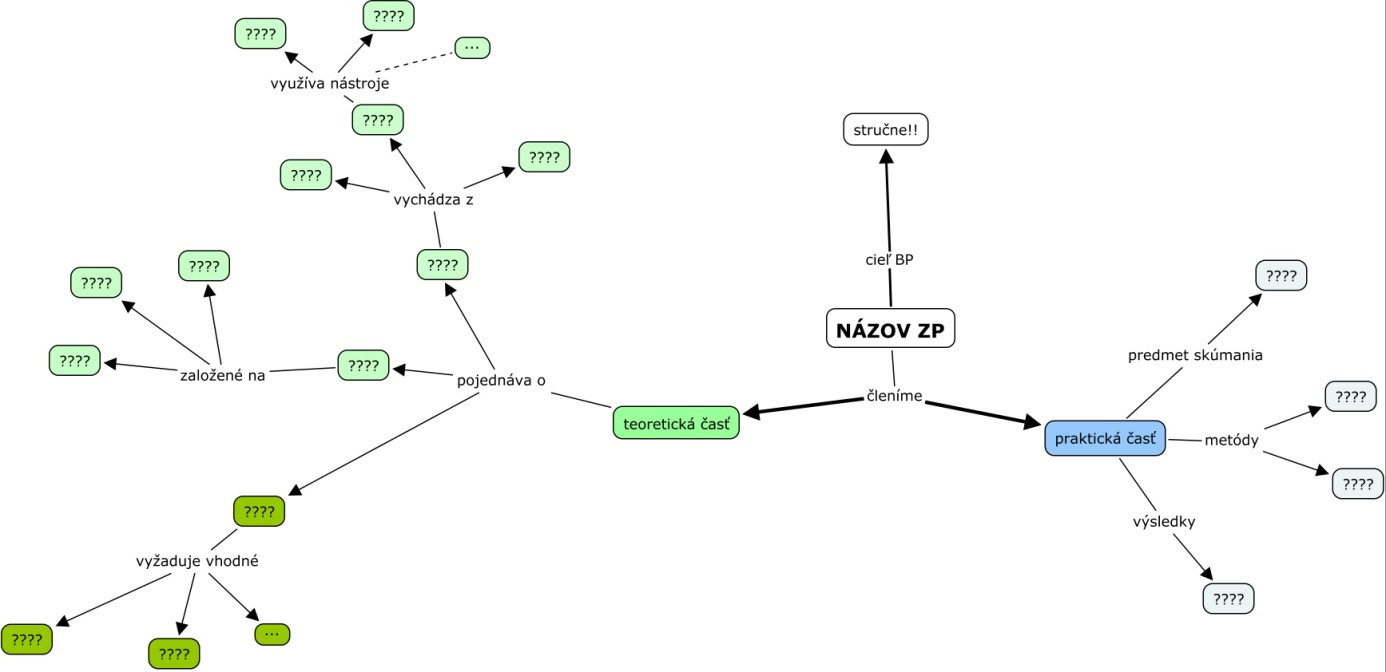 ????
????
...
využíva nástroje
????
stručne!!
????
????
vychádza z
cieľ BP
????
????
????
????
NÁZOV ZP
predmet skúmania
????
????
založené na
pojednáva o
členíme
????
teoretická časť
praktická časť
metódy
????
????
výsledky
vyžaduje vhodné
????
????
????
...